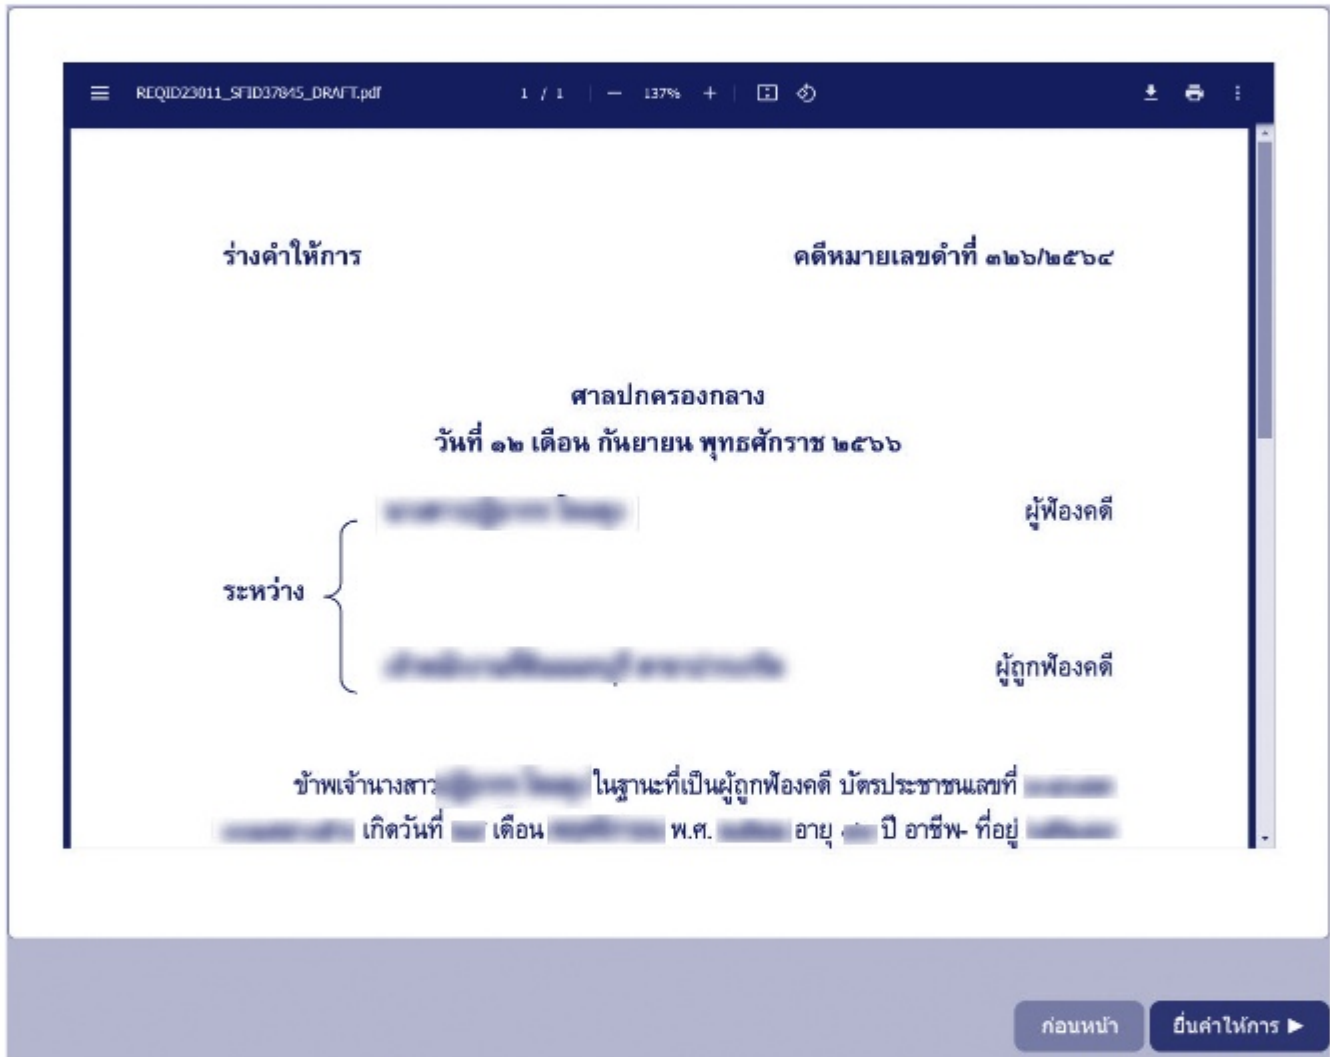 REQID23011_SFID37845_DRAFT.pdf 1 / 1 — 137% +
ร่างคำให้การ คดีหมายเลขดำที่ ๓๒๖/๒๕๖๔
ศาลปกครองกลาง
วันที่ ๑๒ เดือน กันยายน พุทธศักราช ๒๕๖๖
ผู้ฟ้องคดี
ระหว่าง
ผู้ถูกฟ้องคดี
ข้าพเจ้านางสาว ในฐานะที่เป็นผู้ถูกฟ้องคดี บัตรประชาชนเลขที่
เกิดวันที่ เดือน พ.ศ. อายุ ปี อาชีพ- ที่อยู่
ก่อนหน้า ยื่นคำให้การ ►